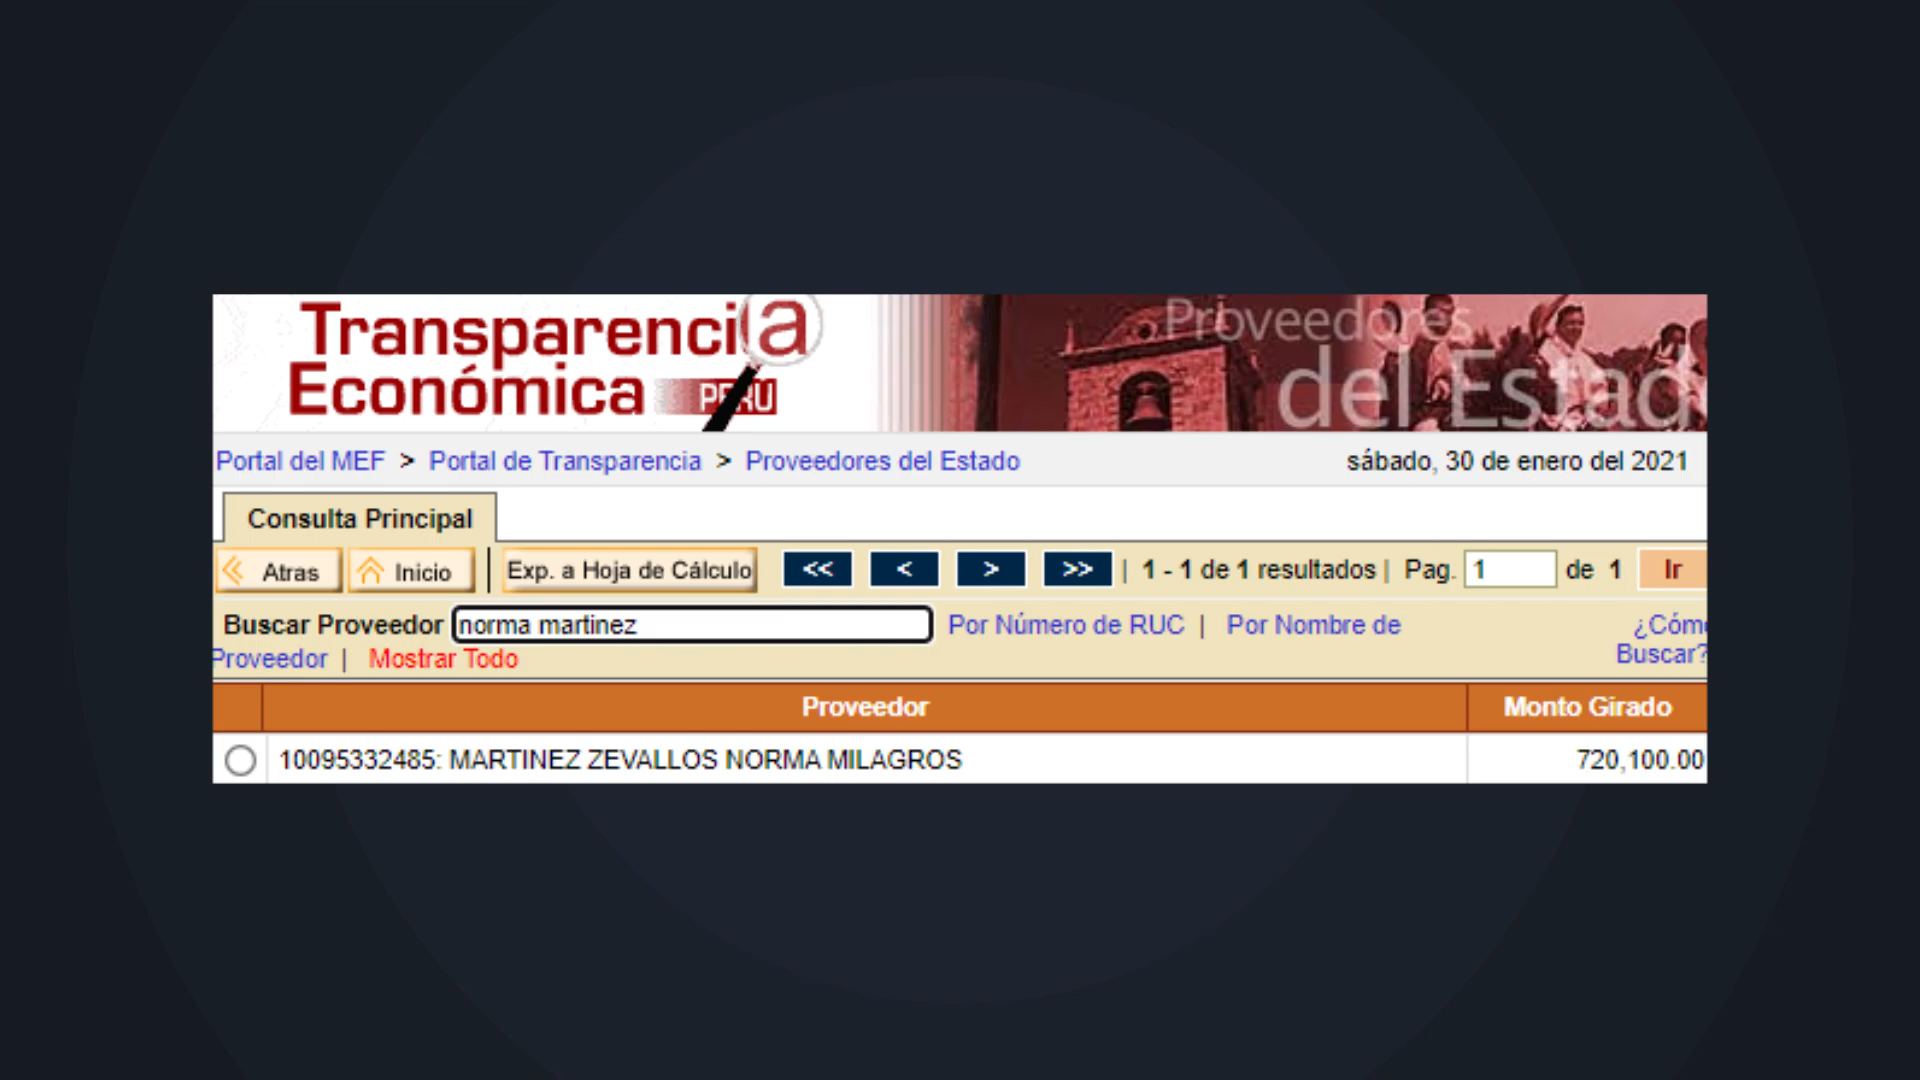 Transparencia
Económica PERÚ
Proveedores
del Estad
Portal del MEF > Portal de Transparencia > Proveedores del Estado sábado, 30 de enero del 2021
Consulta Principal
Atras Inicio | Exp. a Hoja de Cálculo << < > >> | 1 - 1 de 1 resultados | Pag. 1 de 1 Ir
Buscar Proveedor norma martinez Por Número de RUC | Por Nombre de ¿Cómo
Proveedor | Mostrar Todo Buscar?
Proveedor Monto Girado
10095332485: MARTINEZ ZEVALLOS NORMA MILAGROS 720,100.00